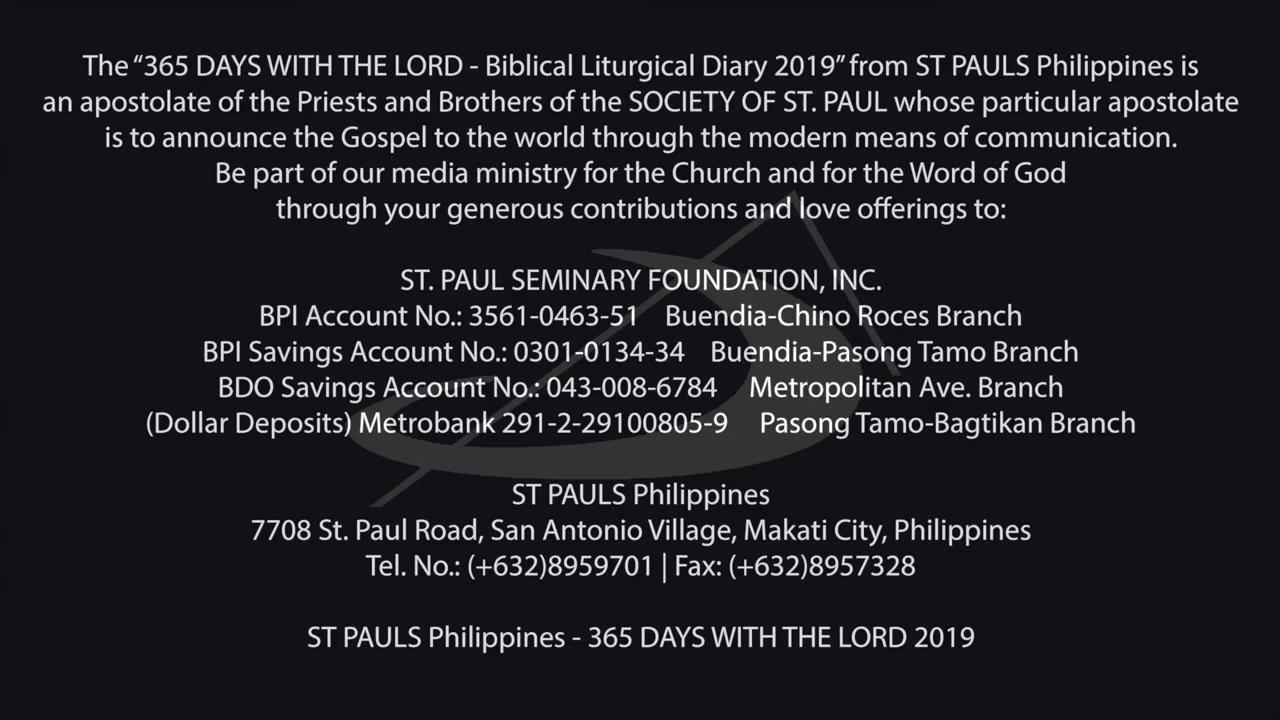 The “365 DAYS WITH THE LORD - Biblical Liturgical Diary 2019” from ST PAULS Philippines is
an apostolate of the Priests and Brothers of the SOCIETY OF ST. PAUL whose particular apostolate
is to announce the Gospel to the world through the modern means of communication.
Be part of our media ministry for the Church and for the Word of God
through your generous contributions and love offerings to:
ST. PAUL SEMINARY FOUNDATION, INC.
BPI Account No.: 3561-0463-51 Buendia-Chino Roces Branch
BPI Savings Account No.: 0301-0134-34 Buendia-Pasong Tamo Branch
BDO Savings Account No.: 043-008-6784 Metropolitan Ave. Branch
(Dollar Deposits) Metrobank 291-2-29100805-9 Pasong Tamo-Bagtikan Branch
ST PAULS Philippines
7708 St. Paul Road, San Antonio Village, Makati City, Philippines
Tel. No.: (+632)8959701 | Fax: (+632)8957328
ST PAULS Philippines - 365 DAYS WITH THE LORD 2019